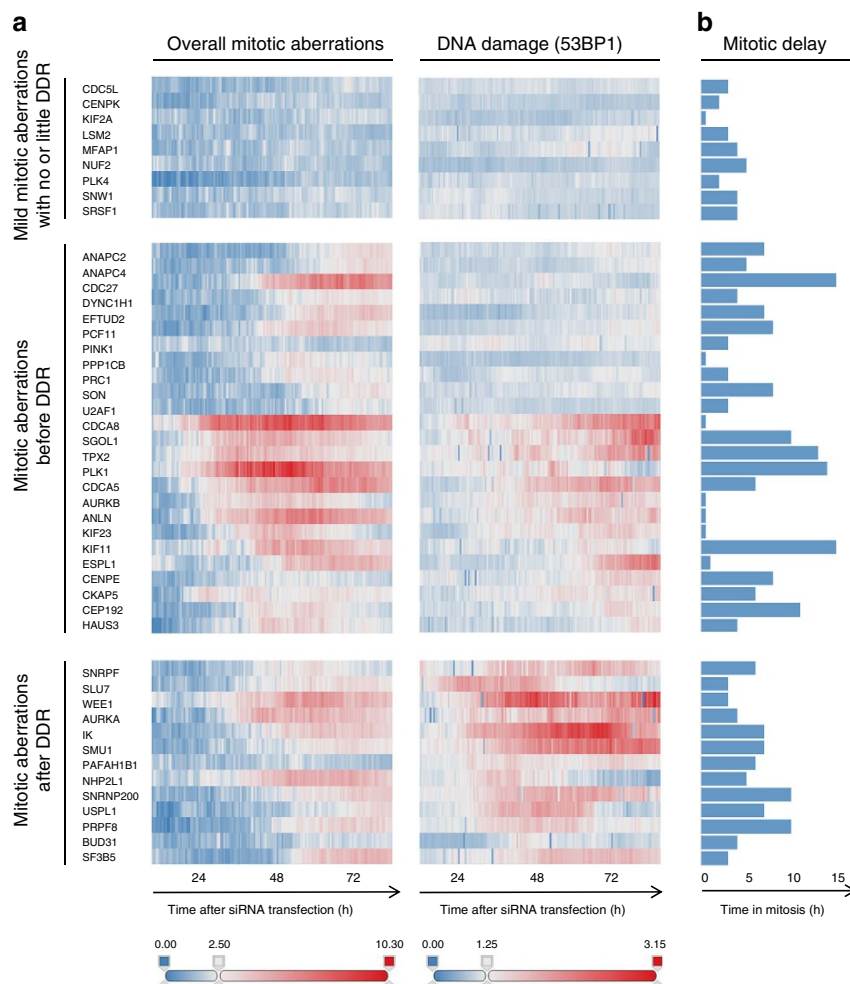 a
b
Overall mitotic aberrations
DNA damage (53BP1)
Mitotic delay
Mild mitotic aberrations
with no or little DDR
CDC5L
CENPK
KIF2A
LSM2
MFAP1
NUF2
PLK4
SNW1
SRSF1
Mitotic aberrations
before DDR
ANAPC2
ANAPC4
CDC27
DYNC1H1
EFTUD2
PCF11
PINK1
PPP1CB
PRC1
SON
U2AF1
CDCA8
SGOL1
TPX2
PLK1
CDCA5
AURKB
ANLN
KIF23
KIF11
ESPL1
CENPE
CKAP5
CEP192
HAUS3
Mitotic aberrations
after DDR
SNRPF
SLU7
WEE1
AURKA
IK
SMU1
PAFAH1B1
NHP2L1
SNRNP200
USPL1
PRPF8
BUD31
SF3B5
24 48 72
24 48 72
0 5 10 15
Time after siRNA transfection (h)
Time after siRNA transfection (h)
Time in mitosis (h)
0.00 2.50 10.30
0.00 1.25 3.15